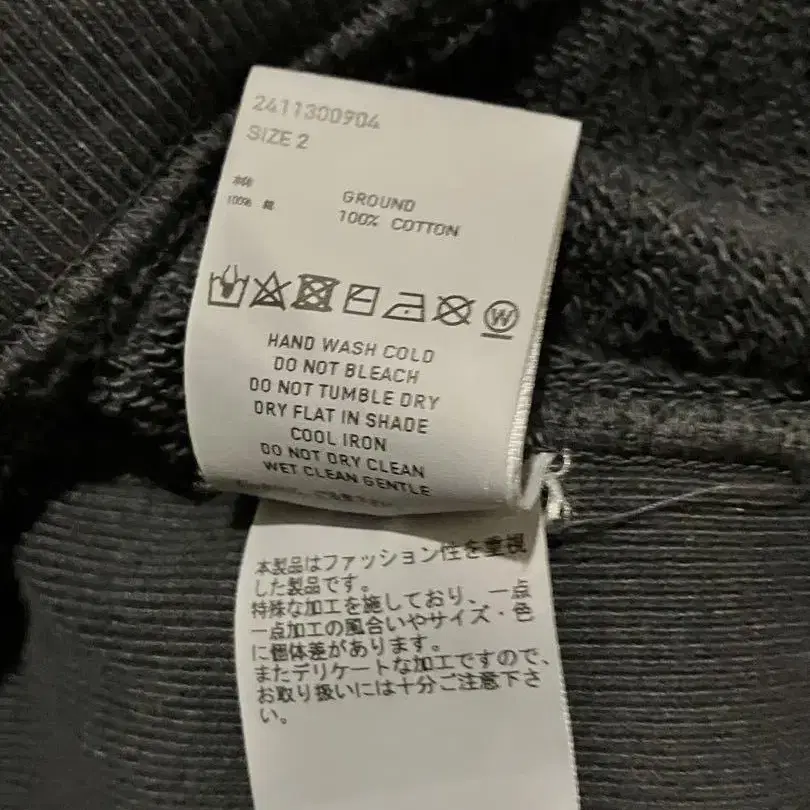 2411300904
SIZE 2
GROUND
100% 綿
100% COTTON
W
HAND WASH COLD
DO NOT BLEACH
DO NOT TUMBLE DRY
DRY FLAT IN SHADE
COOL IRON
DO NOT DRY CLEAN
WET CLEAN GENTLE
本製品はファッション性を重視
した製品です。
特殊な加工を施しており、一点
一点加工の風合いやサイズ・色
に個体差があります。
またデリケートな加工ですので、
お取り扱いには十分ご注意下さ
い。